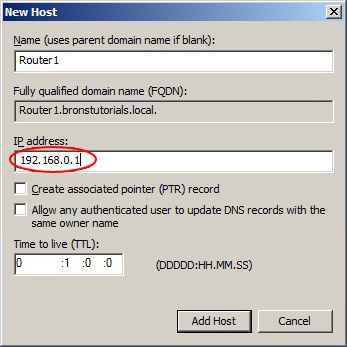 New Host
Name (uses parent domain name if blank):
Router1
Fully qualified domain name (FQDN):
Router1.bronstutorials.local.
IP address:
192.168.0.1
Create associated pointer (PTR) record
Allow any authenticated user to update DNS records with the
same owner name
Time to live (TTL):
0 :1 :0 :0 (DDDDD:HH.MM.SS)
Add Host Cancel